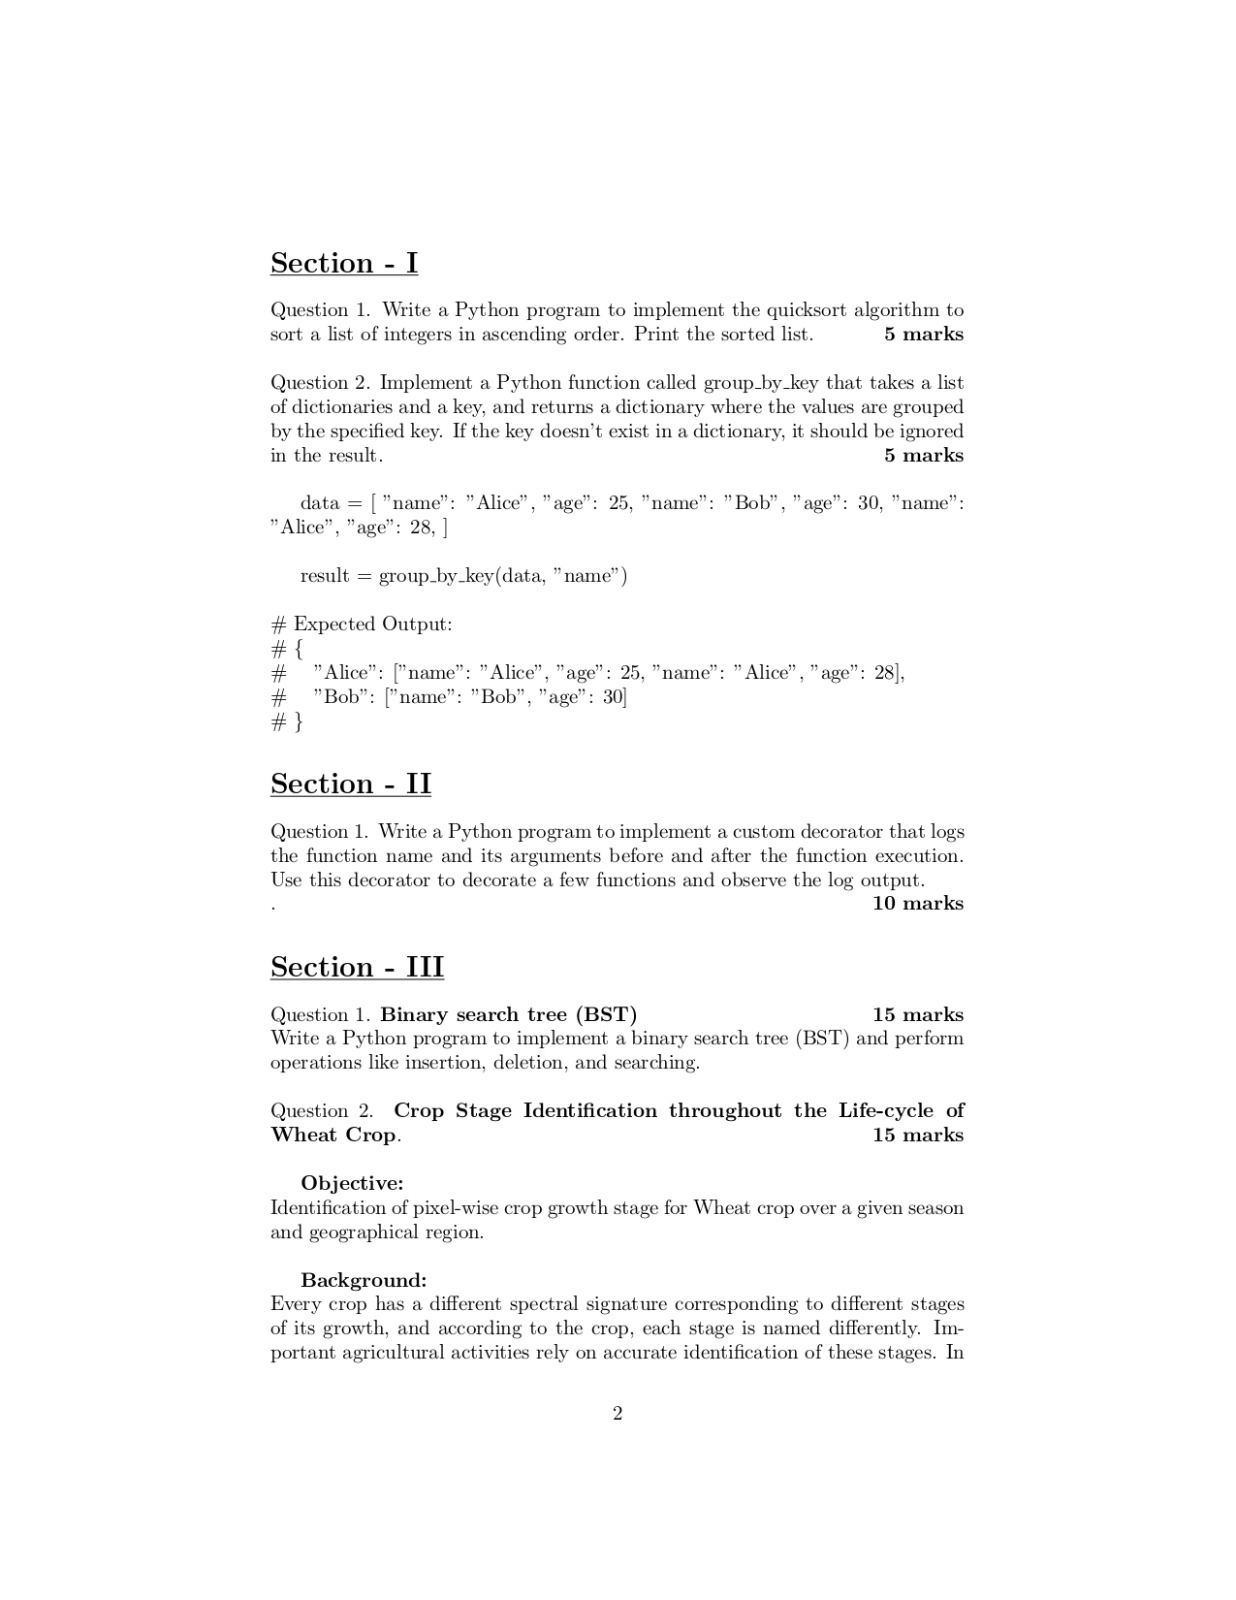 Section - I
Question 1. Write a Python program to implement the quicksort algorithm to
sort a list of integers in ascending order. Print the sorted list. 5 marks
Question 2. Implement a Python function called group_by_key that takes a list
of dictionaries and a key, and returns a dictionary where the values are grouped
by the specified key. If the key doesn't exist in a dictionary, it should be ignored
in the result. 5 marks
data = [ ”name”: ”Alice”, ”age”: 25, ”name”: ”Bob”, ”age”: 30, ”name”:
”Alice”, ”age”: 28, ]
result = group_by_key(data, ”name”)
# Expected Output:
# {
# ”Alice”: [”name”: ”Alice”, ”age”: 25, ”name”: ”Alice”, ”age”: 28],
# ”Bob”: [”name”: ”Bob”, ”age”: 30]
# }
Section - II
Question 1. Write a Python program to implement a custom decorator that logs
the function name and its arguments before and after the function execution.
Use this decorator to decorate a few functions and observe the log output.
. 10 marks
Section - III
Question 1. Binary search tree (BST) 15 marks
Write a Python program to implement a binary search tree (BST) and perform
operations like insertion, deletion, and searching.
Question 2. Crop Stage Identification throughout the Life-cycle of
Wheat Crop. 15 marks
Objective:
Identification of pixel-wise crop growth stage for Wheat crop over a given season
and geographical region.
Background:
Every crop has a different spectral signature corresponding to different stages
of its growth, and according to the crop, each stage is named differently. Im-
portant agricultural activities rely on accurate identification of these stages. In
2